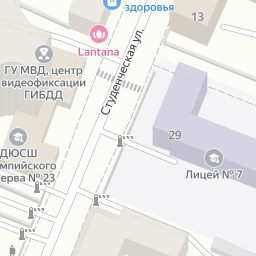 здоровья
13
Lantana
ГУ МВД, центр
видеофиксации
ГИБДД
Студенческая ул.
29
Лицей № 7
ДЮСШ
мпийского
ерва № 23